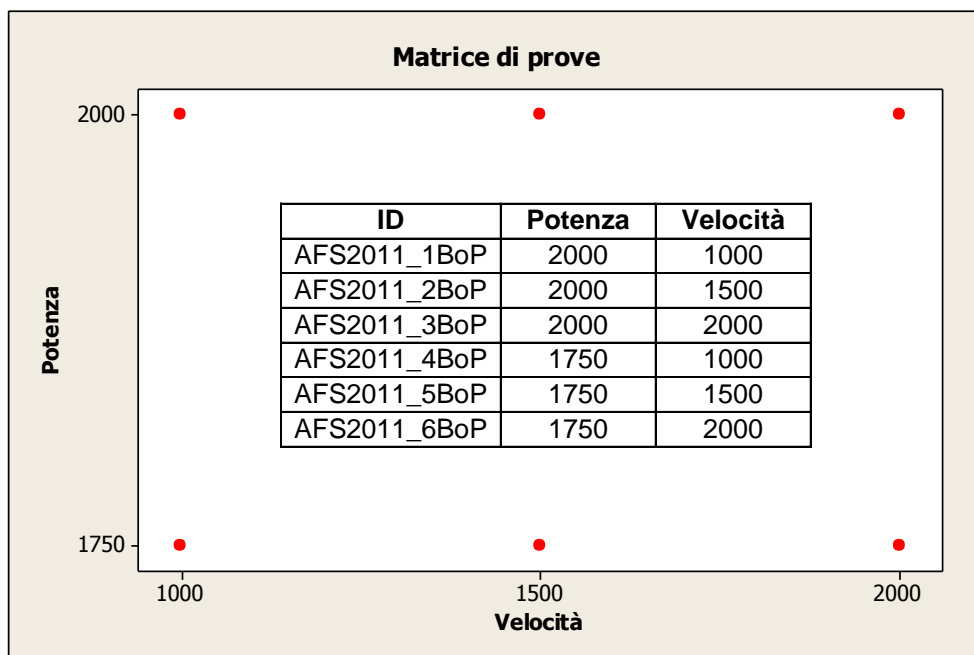 Matrice di prove
2000
ID Potenza Velocità
AFS2011_1BoP 2000 1000
AFS2011_2BoP 2000 1500
AFS2011_3BoP 2000 2000
AFS2011_4BoP 1750 1000
AFS2011_5BoP 1750 1500
AFS2011_6BoP 1750 2000
Potenza
1750
1000 1500 2000
Velocità